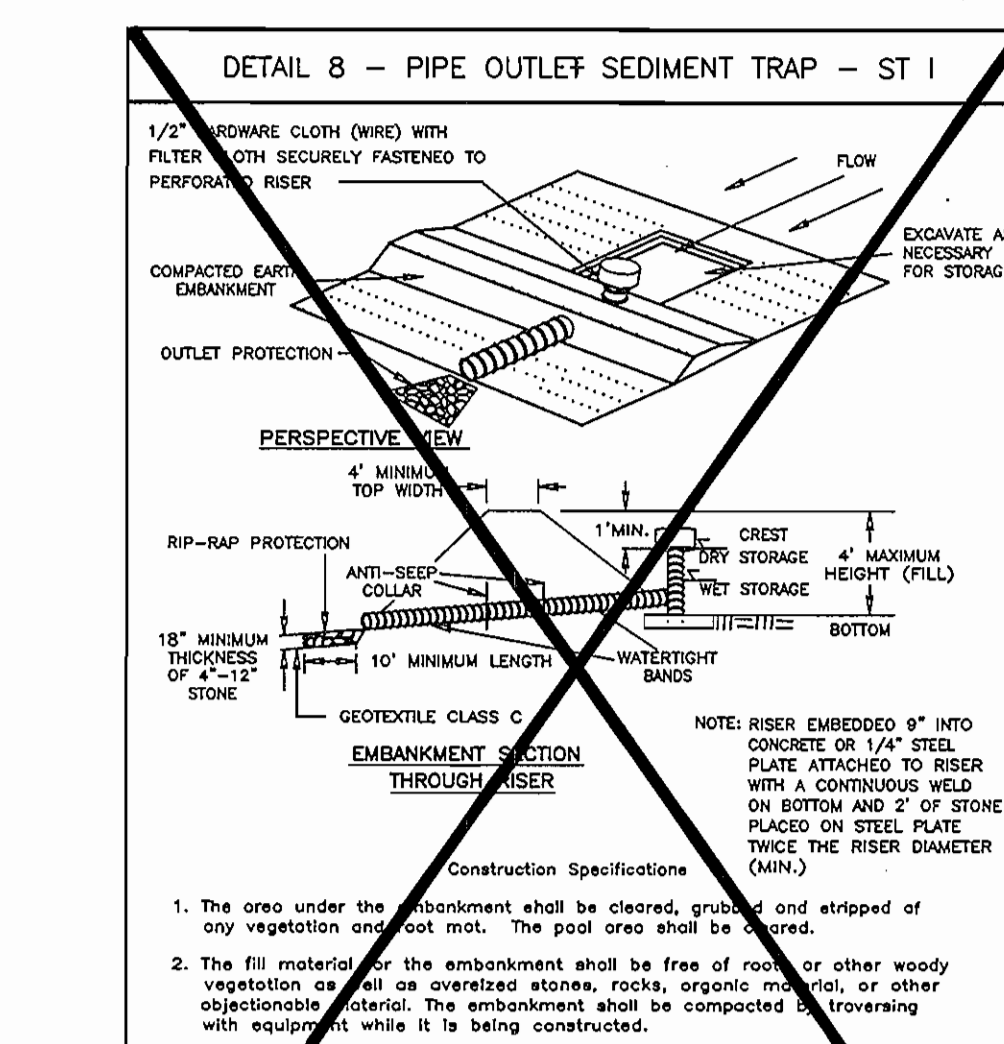 DETAIL 8 – PIPE OUTLET SEDIMENT TRAP – ST I
1/2" HARDWARE CLOTH (WIRE) WITH
FILTER CLOTH SECURELY FASTENED TO
PERFORATED RISER
FLOW
EXCAVATE A
NECESSARY
FOR STORAG
COMPACTED EARTH
EMBANKMENT
OUTLET PROTECTION
PERSPECTIVE VIEW
4' MINIMUM
TOP WIDTH
1'MIN.
CREST
DRY STORAGE
WET STORAGE
4' MAXIMUM
HEIGHT (FILL)
BOTTOM
RIP-RAP PROTECTION
ANTI-SEEP
COLLAR
18" MINIMUM
THICKNESS
OF 4"-12"
STONE
10' MINIMUM LENGTH
WATERTIGHT
BANDS
GEOTEXTILE CLASS C
EMBANKMENT SECTION
THROUGH RISER
NOTE: RISER EMBEDDED 9" INTO
CONCRETE OR 1/4" STEEL
PLATE ATTACHED TO RISER
WITH A CONTINUOUS WELD
ON BOTTOM AND 2' OF STONE
PLACED ON STEEL PLATE
TWICE THE RISER DIAMETER
(MIN.)
Construction Specifications
1. The area under the embankment shall be cleared, grubbed and stripped of
any vegetation and root mat. The pool area shall be cleared.
2. The fill material for the embankment shall be free of roots or other woody
vegetation as well as oversized stones, rocks, organic material, or other
objectionable material. The embankment shall be compacted by traversing
with equipment while it is being constructed.